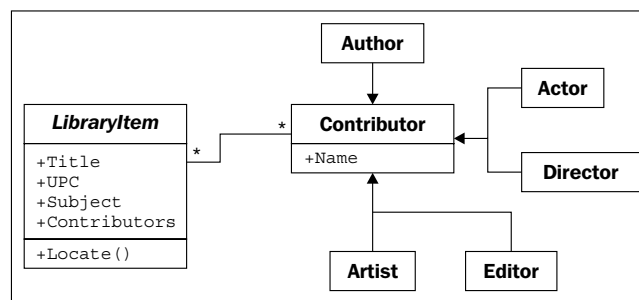 Author
Actor
LibraryItem
+Title
+UPC
+Subject
+Contributors
+Locate()
*
*
Contributor
+Name
Director
Artist
Editor